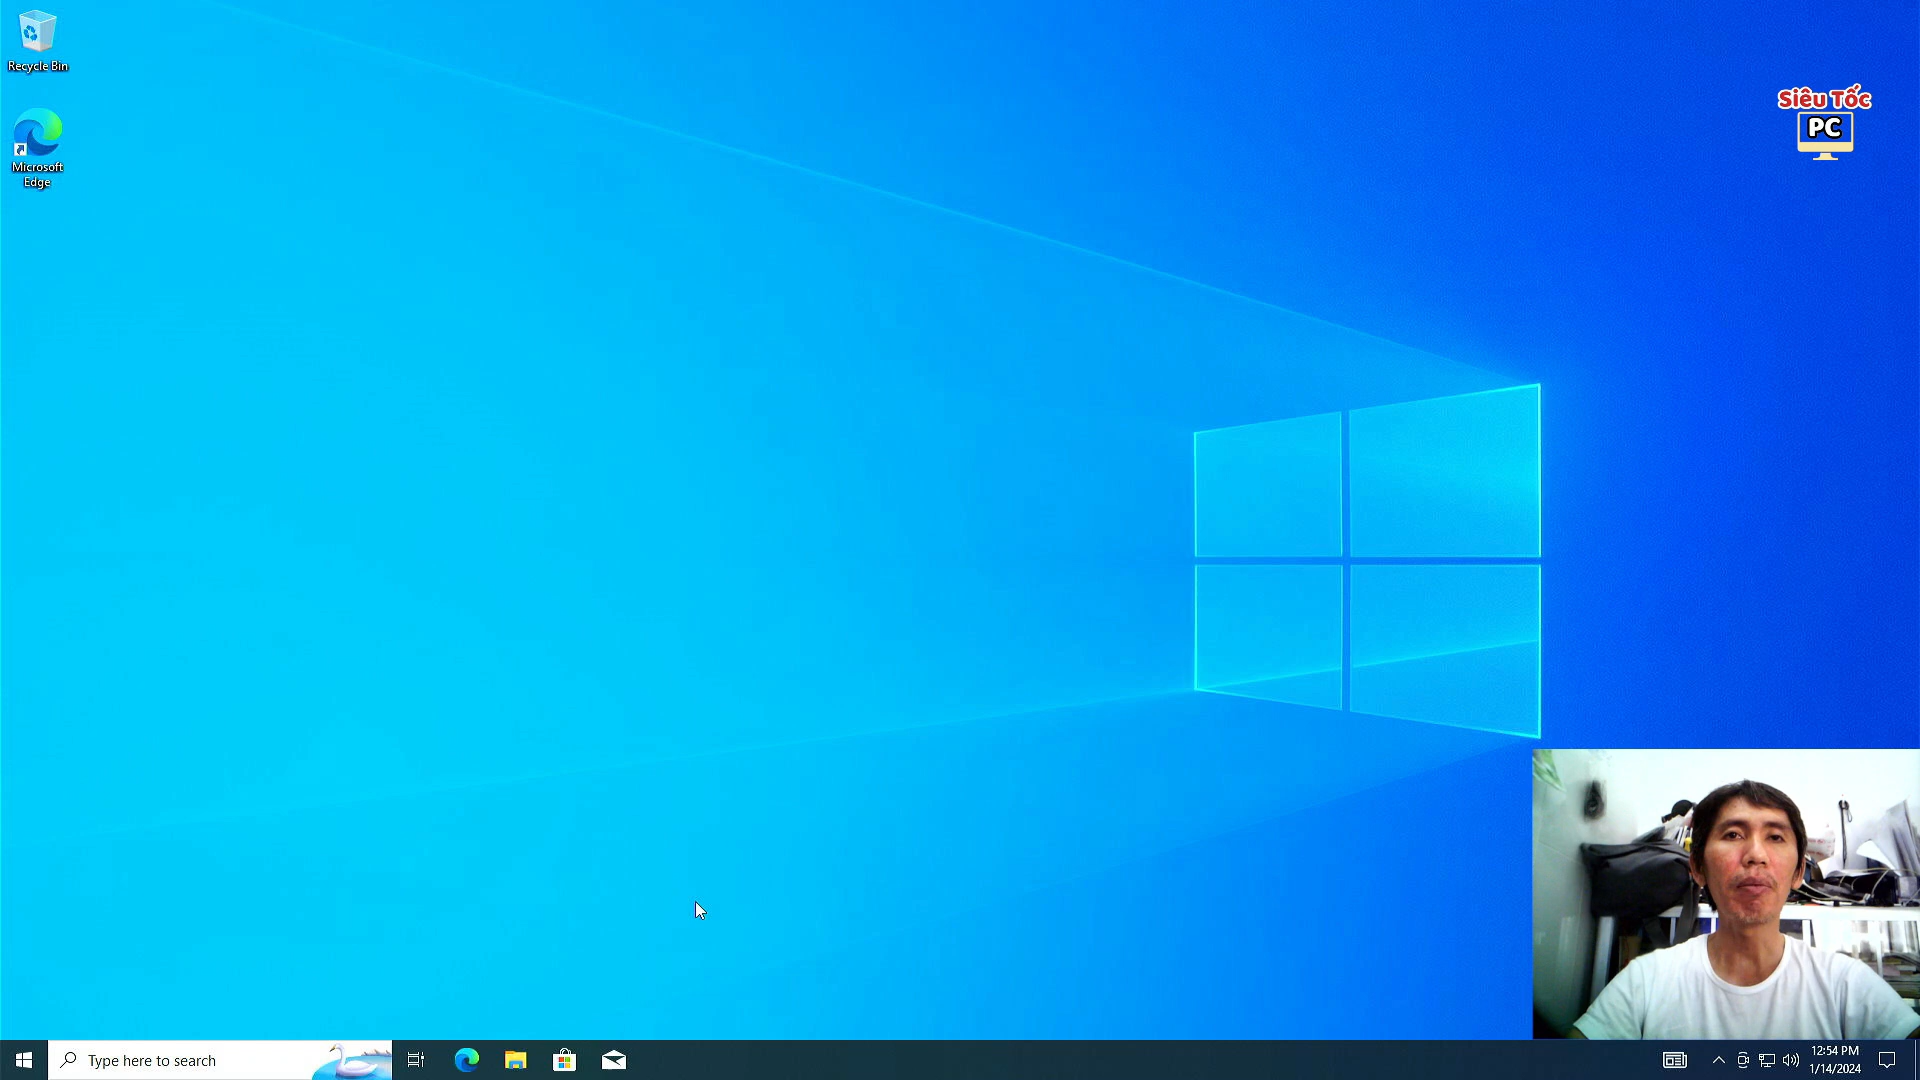 Recycle Bin
Microsoft
Edge
Siêu Tốc
PC
Type here to search
12:54 PM
1/14/2024